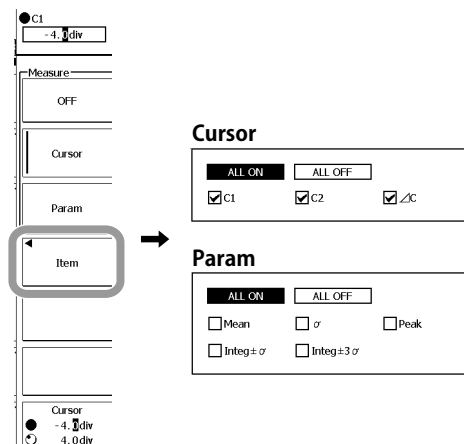 C1
-4.0div
Measure
OFF
Cursor
Param
Item
Cursor
-4.0div
4.0div
Cursor
ALL ON ALL OFF
C1 C2 ⊿C
Param
ALL ON ALL OFF
Mean σ Peak
Integ±σ Integ±3σ